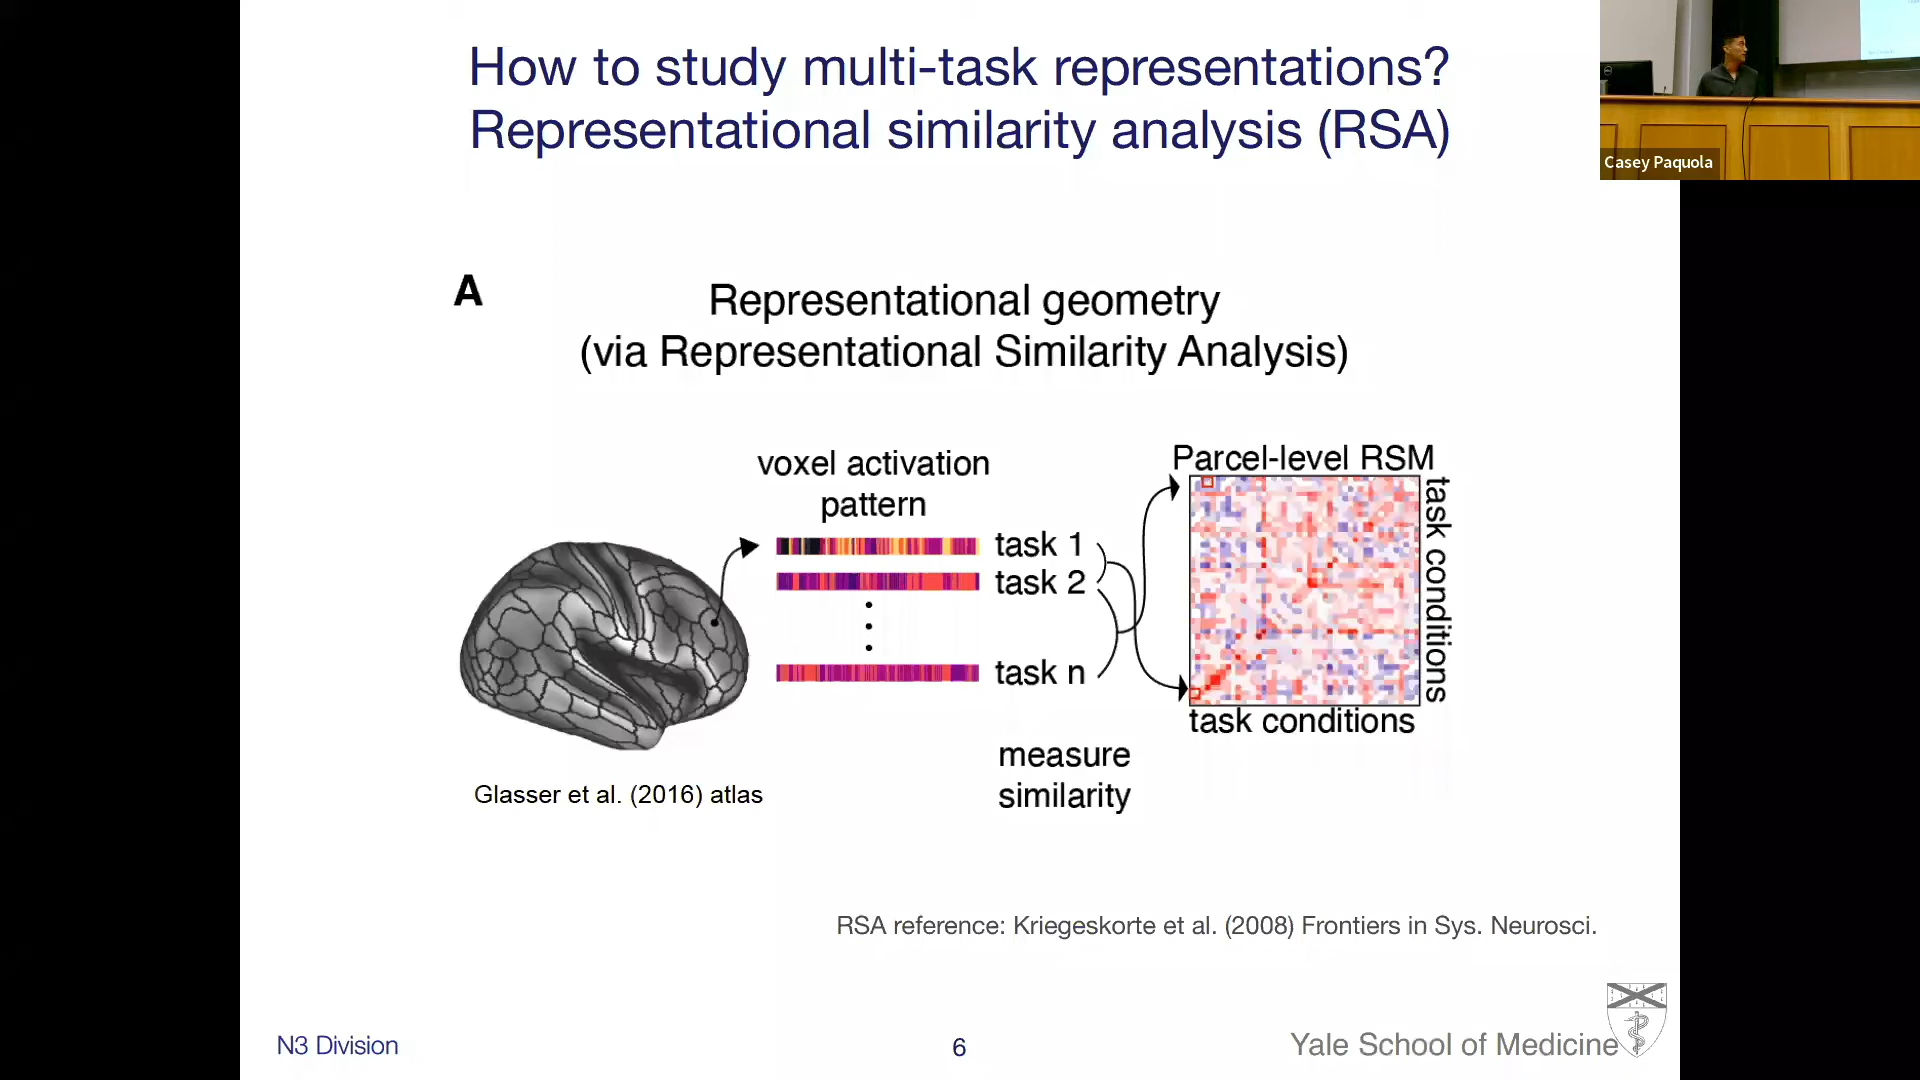 How to study multi-task representations?
Representational similarity analysis (RSA)
Casey Paquola
A
Representational geometry
(via Representational Similarity Analysis)
voxel activation
pattern
task 1
task 2
task n
measure
similarity
Parcel-level RSM
task conditions
task conditions
Glasser et al. (2016) atlas
RSA reference: Kriegeskorte et al. (2008) Frontiers in Sys. Neurosci.
N3 Division
6
Yale School of Medicine